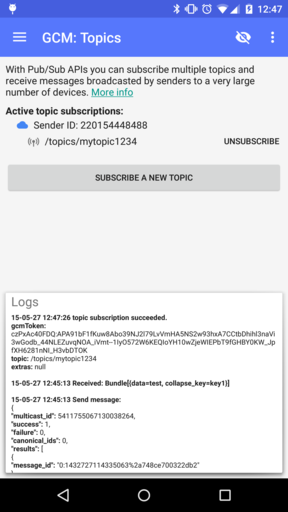 12:47
GCM: Topics
With Pub/Sub APIs you can subscribe multiple topics and
receive messages broadcasted by senders to a very large
number of devices. More info
Active topic subscriptions:
Sender ID: 220154448488
/topics/mytopic1234 UNSUBSCRIBE
SUBSCRIBE A NEW TOPIC
Logs
15-05-27 12:47:26 topic subscription succeeded.
gcmToken:
czPxAc40FDQ:APA91bF1fKuw8Abo39NJ2l79LvVmHA5NS2w93hxA7CCtbDhihI3naVi
3wGodb_44NLEZuvqNOA_iVmt-1IyO572W6KEQIoYH10wZjeWIEPbT9fGHBY0KW_Jp
fXH6281nNI_H3vbDTOK
topic: /topics/mytopic1234
extras: null
15-05-27 12:45:13 Received: Bundle[{data=test, collapse_key=key1}]
15-05-27 12:45:13 Send message:
{
"multicast_id": 5411755067130038264,
"success": 1,
"failure": 0,
"canonical_ids": 0,
"results": [
{
"message_id": "0:1432727114335063%2a748ce700322db2"